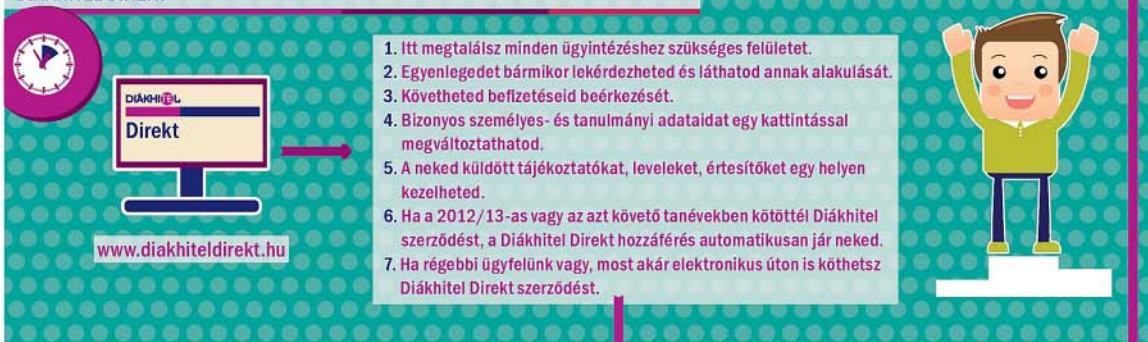 DIÁKHITEL
Direkt
www.diakhiteldirekt.hu
1. Itt megtalálsz minden ügyintézéshez szükséges felületet.
2. Egyenlegedet bármikor lekérdezheted és láthatod annak alakulását.
3. Követheted befizetéseid beérkezését.
4. Bizonyos személyes- és tanulmányi adataidat egy kattintással
megváltoztathatod.
5. A neked küldött tájékoztatókat, leveleket, értesítőket egy helyen
kezelheted.
6. Ha a 2012/13-as vagy az azt követő tanévekben kötöttél Diákhitel
szerződést, a Diákhitel Direkt hozzáférés automatikusan jár neked.
7. Ha régebbi ügyfelünk vagy, most akár elektronikus úton is köthetsz
Diákhitel Direkt szerződést.